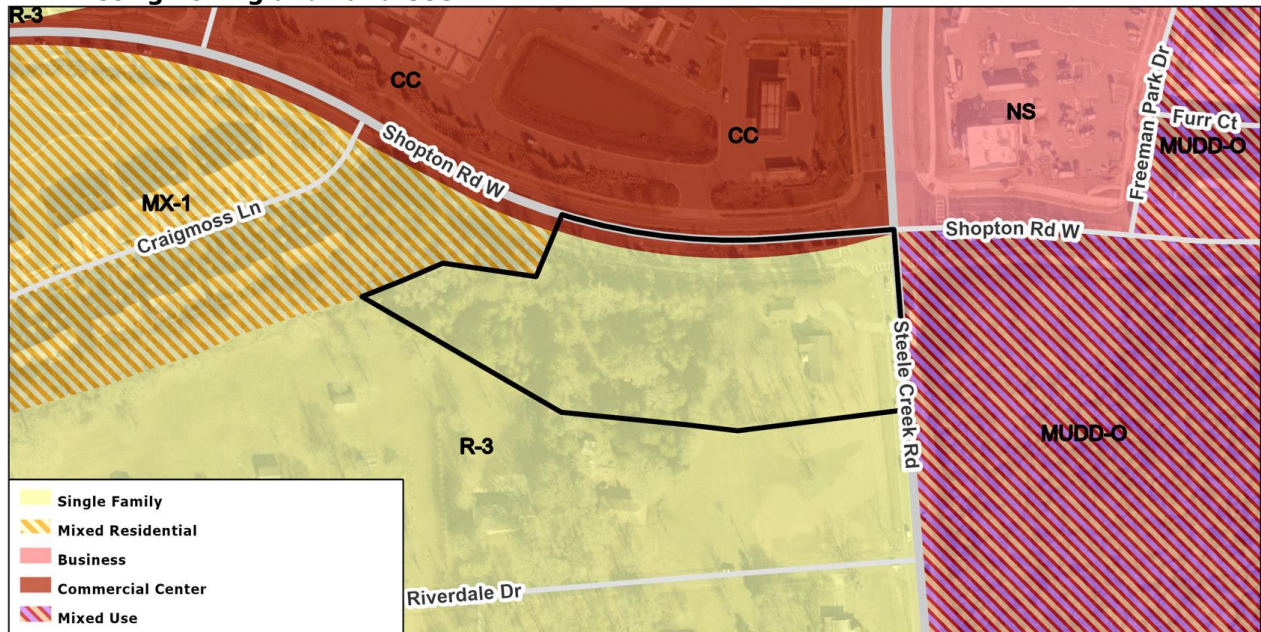 R-3
CC
CC
NS
Freeman Park Dr
Furr Ct
MUDD-O
Shopton Rd W
MX-1
Craigmoss Ln
Shopton Rd W
Steele Creek Rd
R-3
MUDD-O
Riverdale Dr
Single Family
Mixed Residential
Business
Commercial Center
Mixed Use